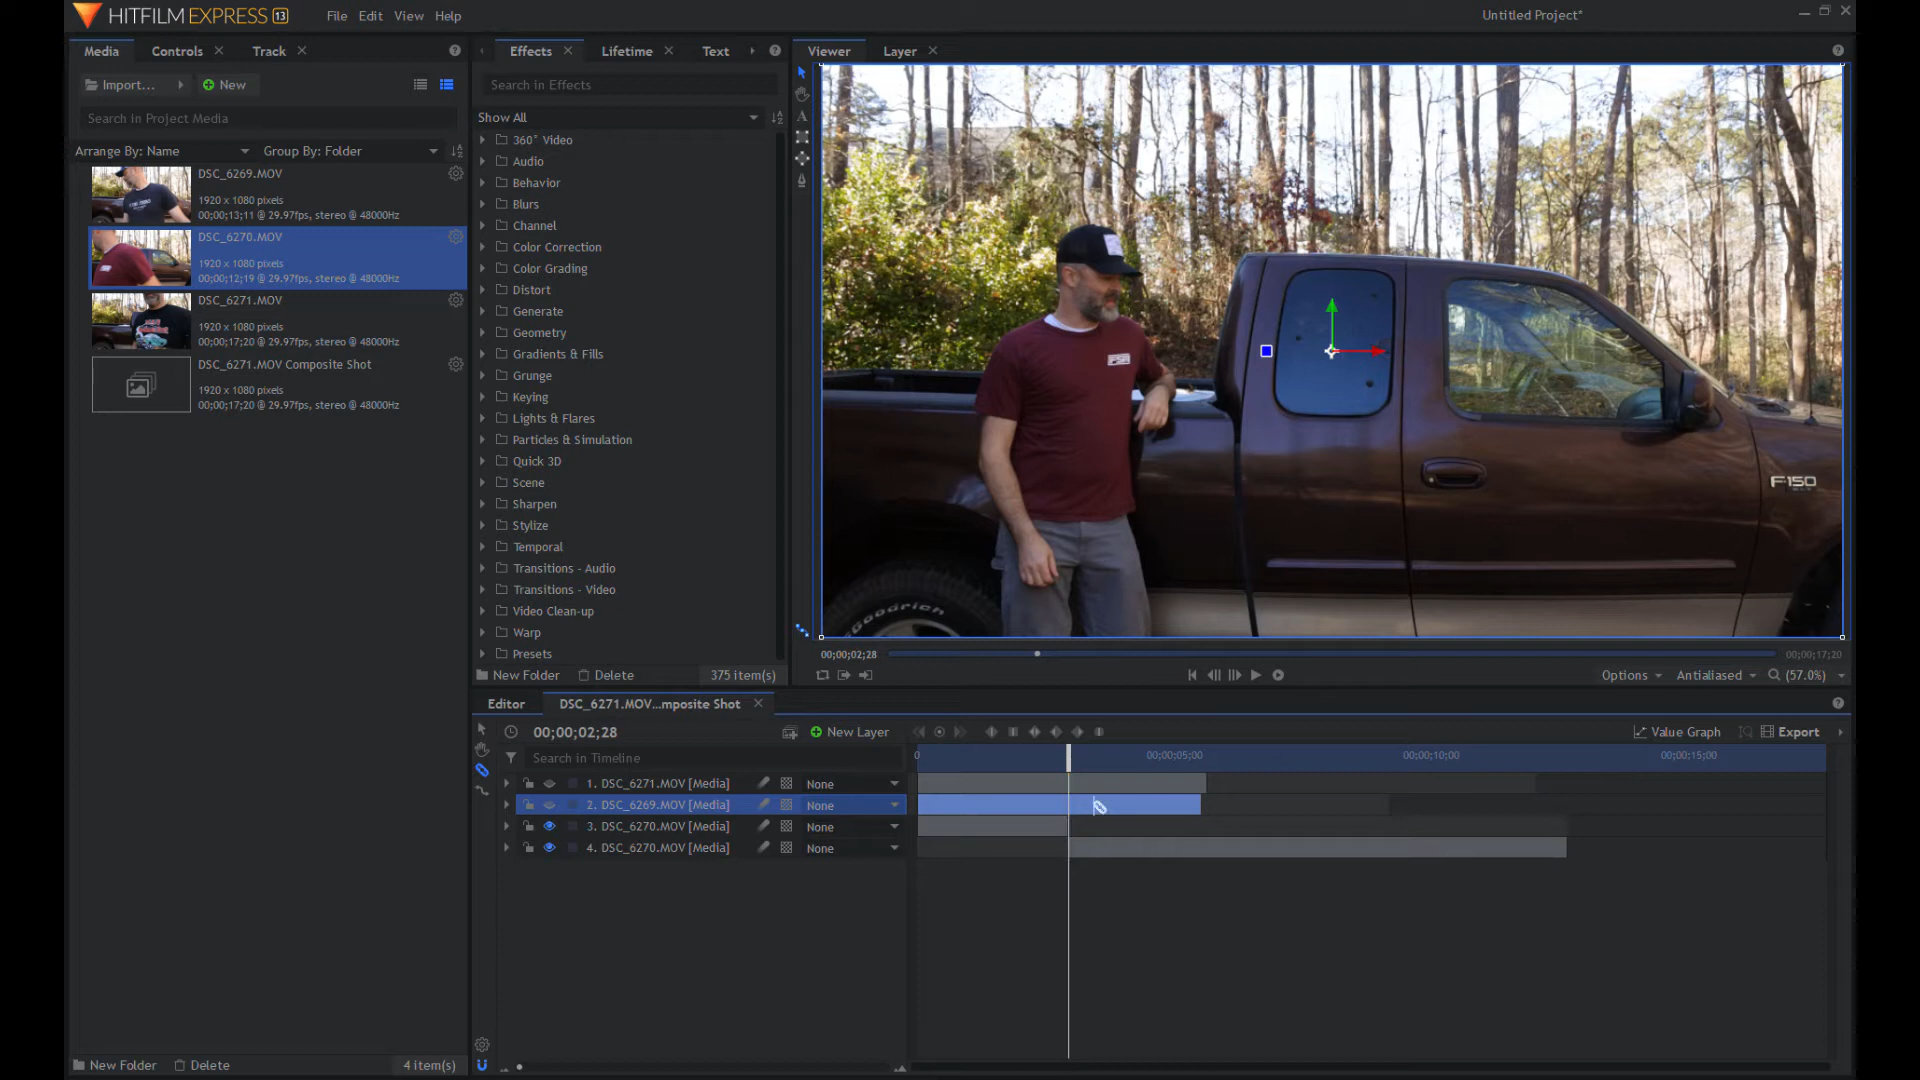 HITFILM EXPRESS 13
File Edit View Help
Untitled Project*
Media Controls Track
Effects Lifetime Text
Viewer Layer
Import... New
Search in Project Media
Arrange By: Name Group By: Folder
DSC_6269.MOV
1920 x 1080 pixels
00;00;13;11 @ 29.97fps, stereo @ 48000Hz
DSC_6270.MOV
1920 x 1080 pixels
00;00;12;19 @ 29.97fps, stereo @ 48000Hz
DSC_6271.MOV
1920 x 1080 pixels
00;00;17;20 @ 29.97fps, stereo @ 48000Hz
DSC_6271.MOV Composite Shot
1920 x 1080 pixels
00;00;17;20 @ 29.97fps, stereo @ 48000Hz
New Folder Delete 4 item(s)
Search in Effects
Show All
360° Video
Audio
Behavior
Blurs
Channel
Color Correction
Color Grading
Distort
Generate
Geometry
Gradients & Fills
Grunge
Keying
Lights & Flares
Particles & Simulation
Quick 3D
Scene
Sharpen
Stylize
Temporal
Transitions - Audio
Transitions - Video
Video Clean-up
Warp
Presets
New Folder Delete 375 item(s)
F-150
Goodrich
00;00;02;28 00;00;17;20
Options Antialiased (57.0%)
Editor DSC_6271.MOV...mposite Shot
00;00;02;28 New Layer Value Graph Export
Search in Timeline 0 00;00;05;00 00;00;10;00 00;00;15;00
1. DSC_6271.MOV [Media] None
2. DSC_6269.MOV [Media] None
3. DSC_6270.MOV [Media] None
4. DSC_6270.MOV [Media] None